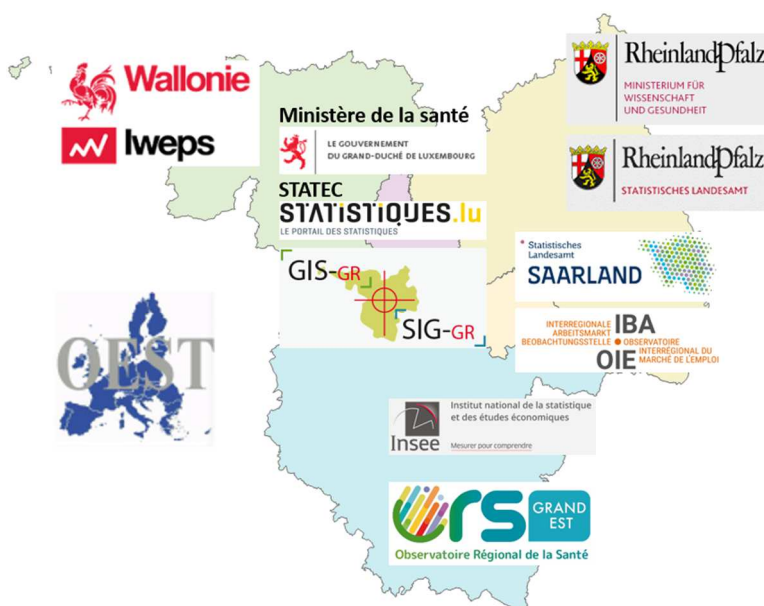 Wallonie
Iweps
Ministère de la santé
LE GOUVERNEMENT
DU GRAND-DUCHÉ DE LUXEMBOURG
STATEC
STATISTIQUES.lu
LE PORTAIL DES STATISTIQUES
GIS-GR
SIG-GR
RheinlandPfalz
MINISTERIUM FÜR
WISSENSCHAFT
UND GESUNDHEIT
RheinlandPfalz
STATISTISCHES LANDESAMT
Statistisches
Landesamt
SAARLAND
INTERREGIONALE
ARBEITSMARKT
BEOBACHTUNGSSTELLE
IBA
OBSERVATOIRE
OIE
INTERRÉGIONAL DU
MARCHÉ DE L'EMPLOI
OEST
Insee
Institut national de la statistique
et des études économiques
Mesurer pour comprendre
ORS
GRAND
EST
Observatoire Régional de la Santé